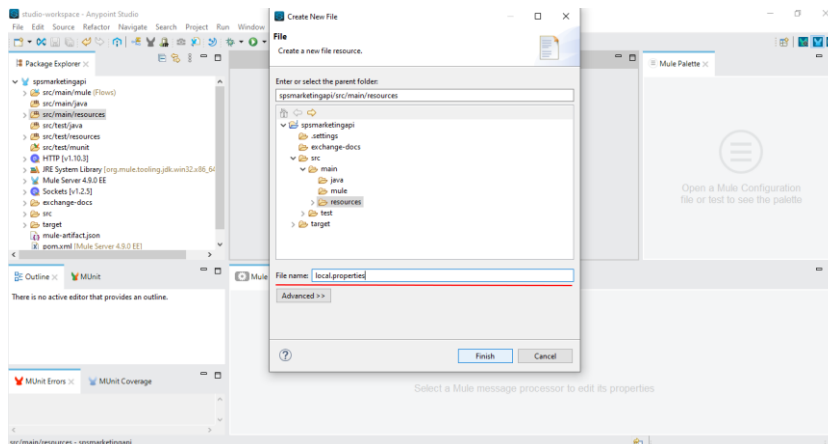 studio-workspace - Anypoint Studio
File Edit Source Refactor Navigate Search Project Run Window
Package Explorer
spsmarketingapi
src/main/mule (Flows)
src/main/java
src/main/resources
src/test/java
src/test/resources
src/test/munit
HTTP [v1.10.3]
JRE System Library [org.mule.tooling.jdk.win32.x86_64
Mule Server 4.9.0 EE
Sockets [v1.2.5]
exchange-docs
src
target
mule-artifact.json
pom.xml [Mule Server 4.9.0 EE]
Outline
MUnit
There is no active editor that provides an outline.
MUnit Errors
MUnit Coverage
src/main/resources - spsmarketingapi
Create New File
File
Create a new file resource.
Enter or select the parent folder:
spsmarketingapi/src/main/resources
spsmarketingapi
.settings
exchange-docs
src
main
java
mule
resources
test
target
File name: local.properties
Advanced >>
Finish
Cancel
Mule
Select a Mule message processor to edit its properties
Mule Palette
Open a Mule Configuration
file or test to see the palette